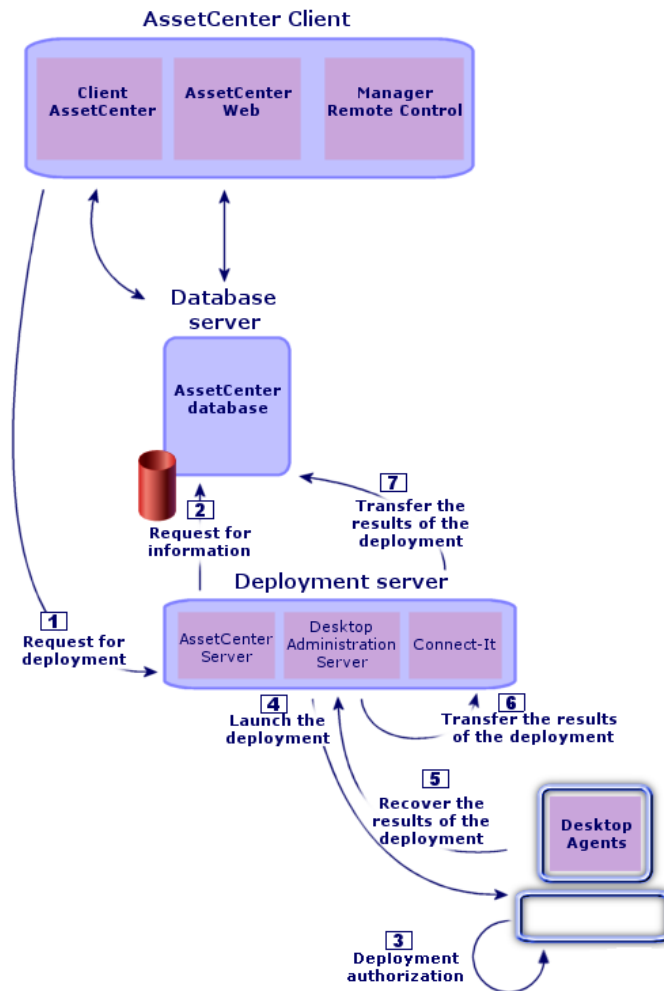 AssetCenter Client
Client
AssetCenter
AssetCenter
Web
Manager
Remote Control
Database
server
AssetCenter
database
2
Request for
information
7
Transfer the
results of the
deployment
Deployment server
1
Request for
deployment
AssetCenter
Server
Desktop
Administration
Server
Connect-It
4
Launch the
deployment
6
Transfer the results
of the deployment
5
Recover the
results of the
deployment
Desktop
Agents
3
Deployment
authorization